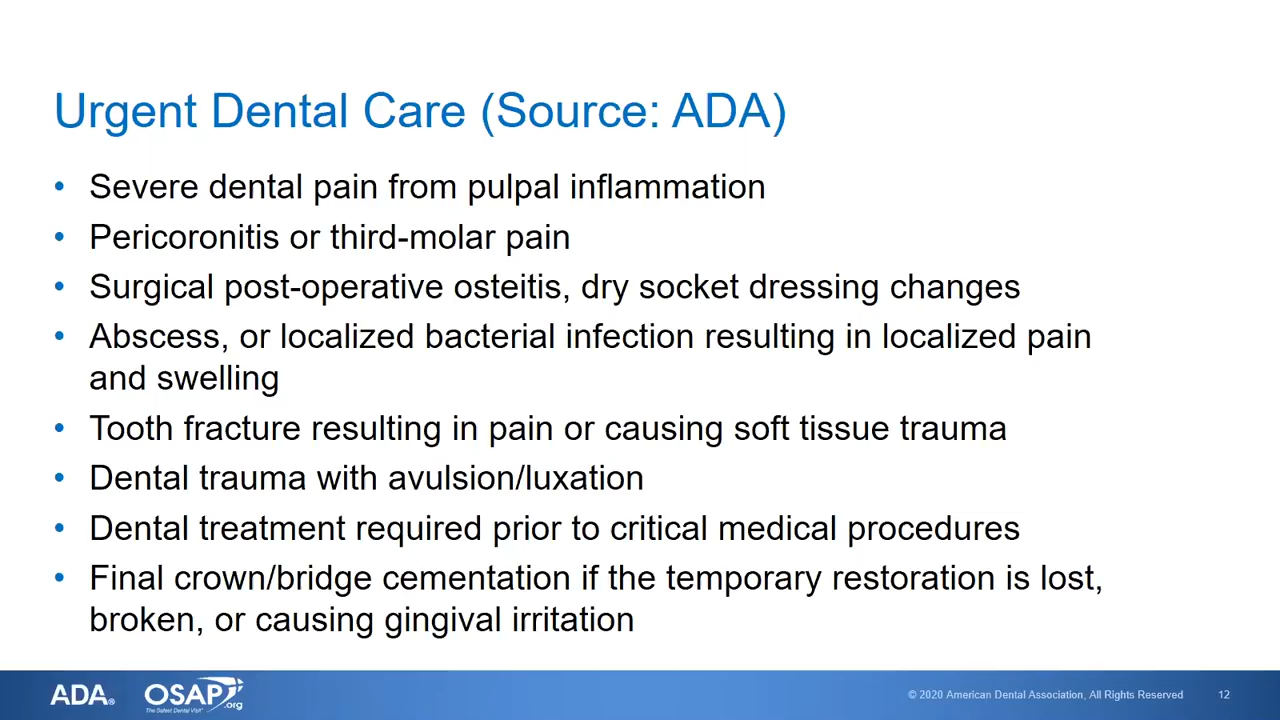 Urgent Dental Care (Source: ADA)
• Severe dental pain from pulpal inflammation
• Pericoronitis or third-molar pain
• Surgical post-operative osteitis, dry socket dressing changes
• Abscess, or localized bacterial infection resulting in localized pain
and swelling
• Tooth fracture resulting in pain or causing soft tissue trauma
• Dental trauma with avulsion/luxation
• Dental treatment required prior to critical medical procedures
• Final crown/bridge cementation if the temporary restoration is lost,
broken, or causing gingival irritation
ADA® OSAP.org
The Safest Dental Visit™
© 2020 American Dental Association, All Rights Reserved 12